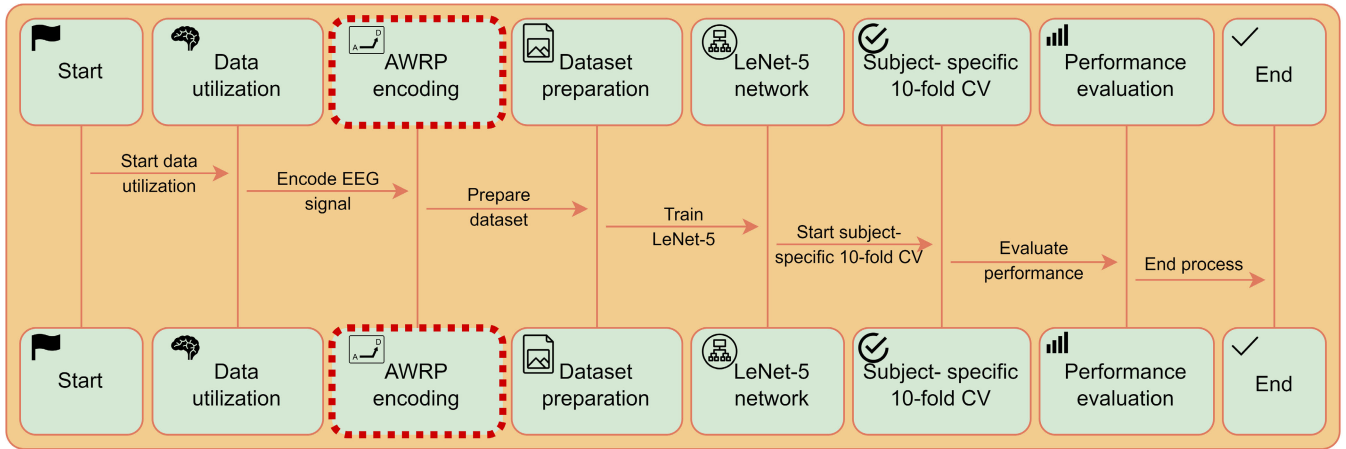 Start
Data
utilization
A
D
AWRP
encoding
Dataset
preparation
LeNet-5
network
Subject- specific
10-fold CV
Performance
evaluation
End
Start data
utilization
Encode EEG
signal
Prepare
dataset
Train
LeNet-5
Start subject-
specific 10-fold CV
Evaluate
performance
End process
Start
Data
utilization
A
D
AWRP
encoding
Dataset
preparation
LeNet-5
network
Subject- specific
10-fold CV
Performance
evaluation
End